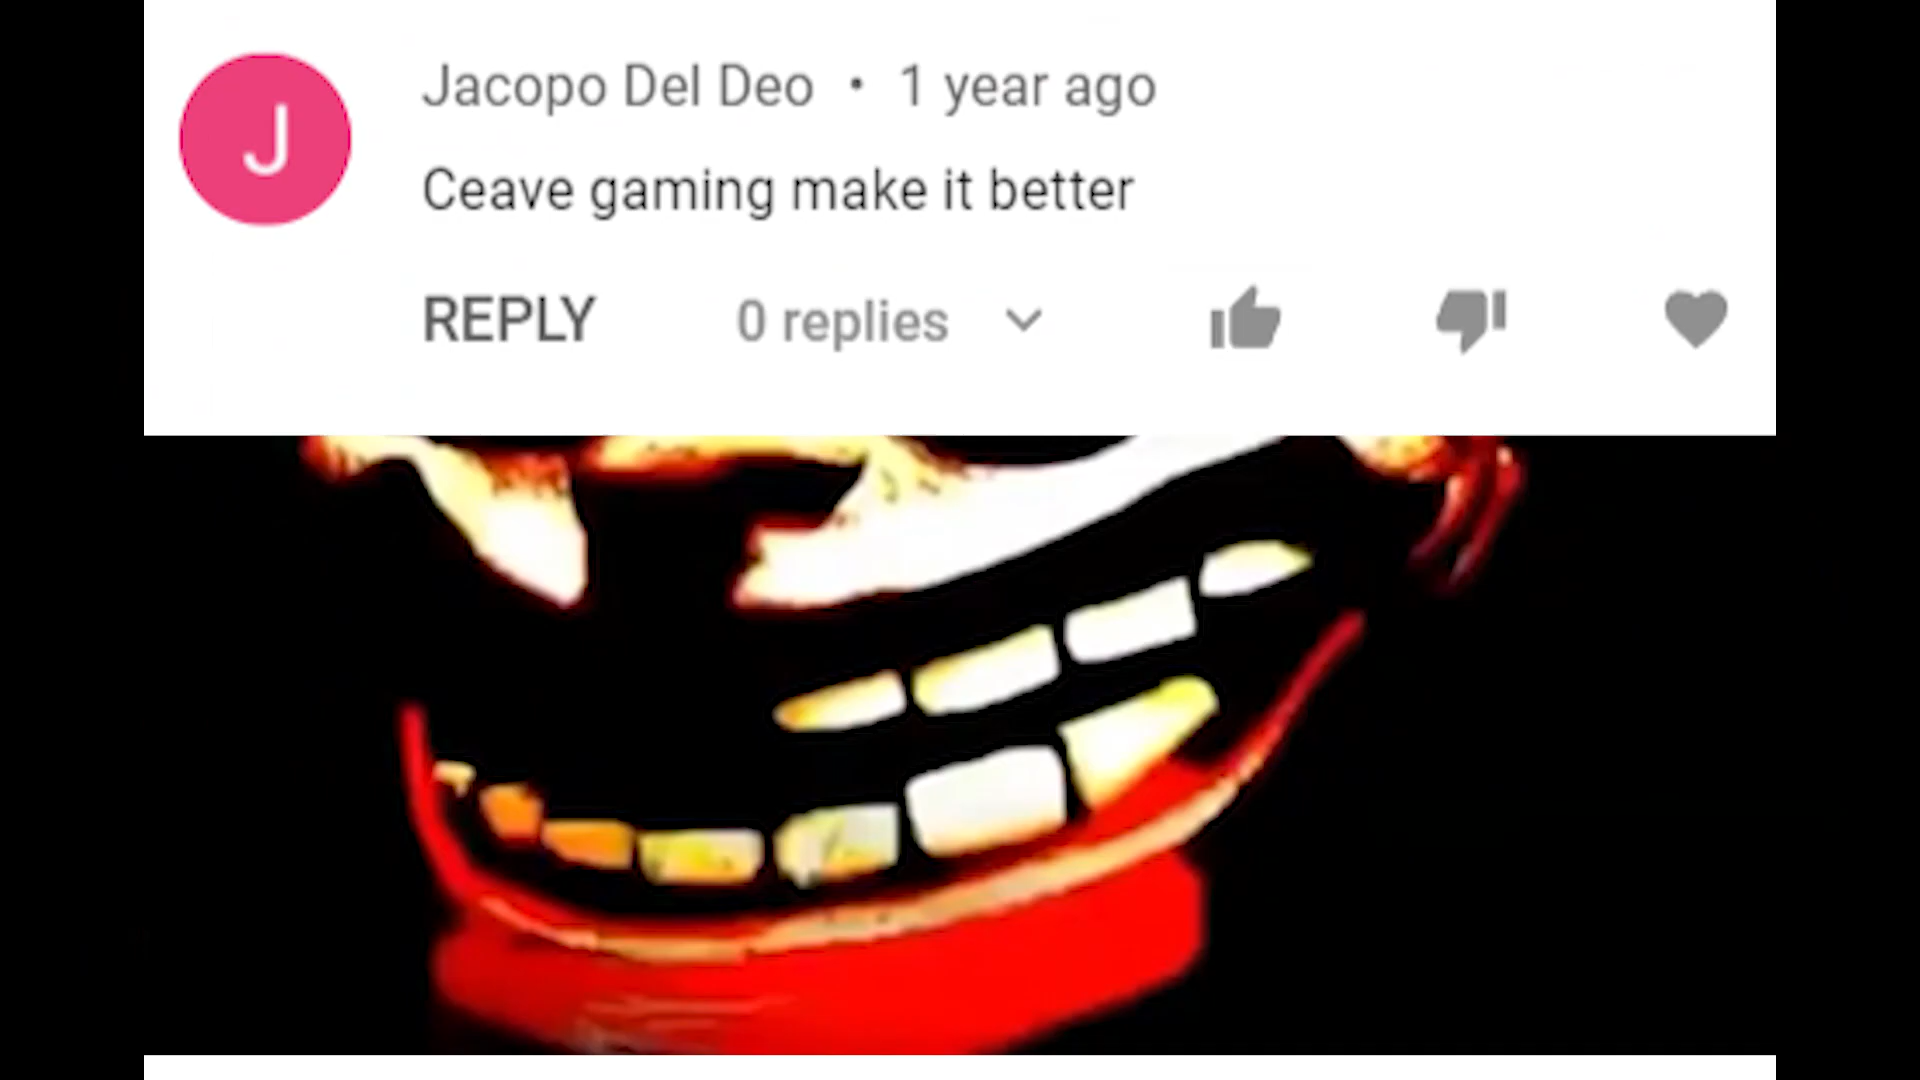 J
Jacopo Del Deo • 1 year ago
Ceave gaming make it better
REPLY 0 replies